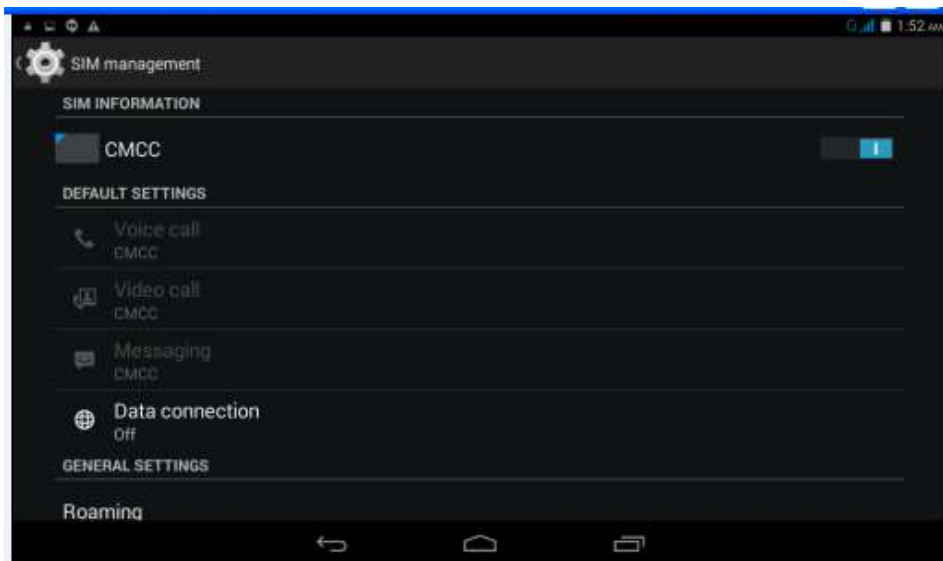 G 1:52 AM
SIM management
SIM INFORMATION
CMCC
DEFAULT SETTINGS
Voice call
CMCC
Video call
CMCC
Messaging
CMCC
Data connection
Off
GENERAL SETTINGS
Roaming